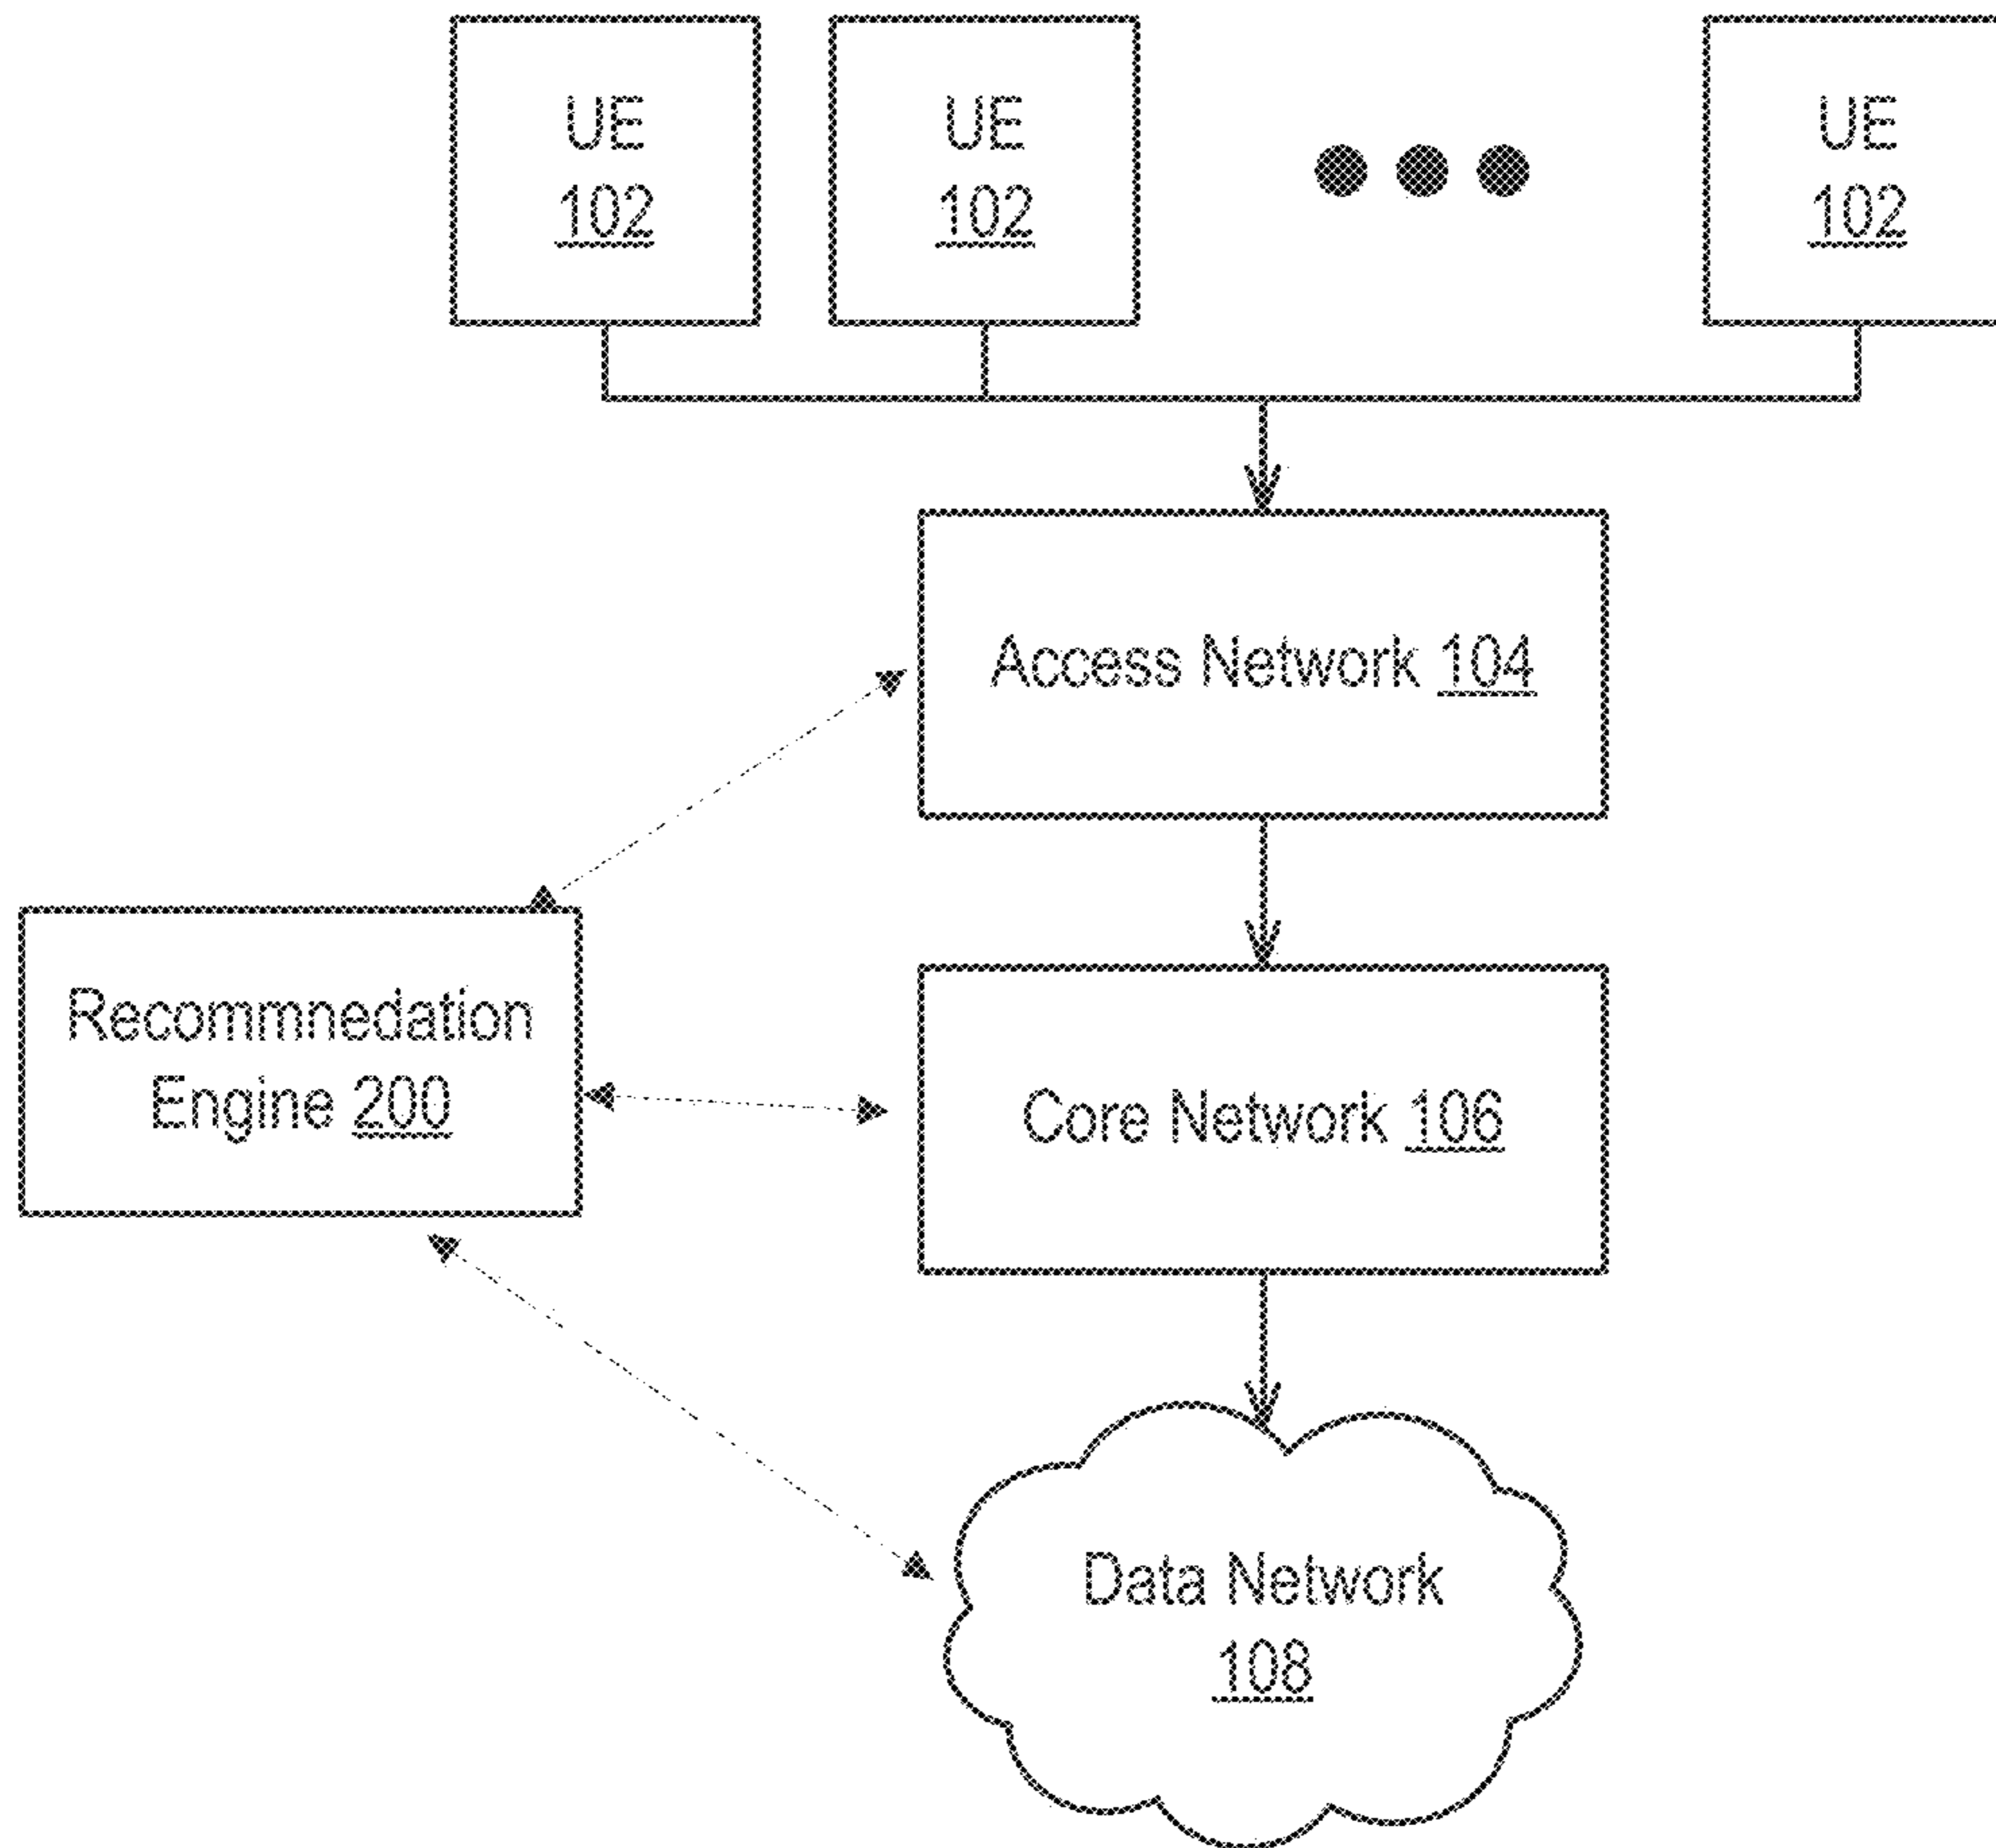 UE
102
UE
102
UE
102
Access Network 104
Recommnedation
Engine 200
Core Network 106
Data Network
108